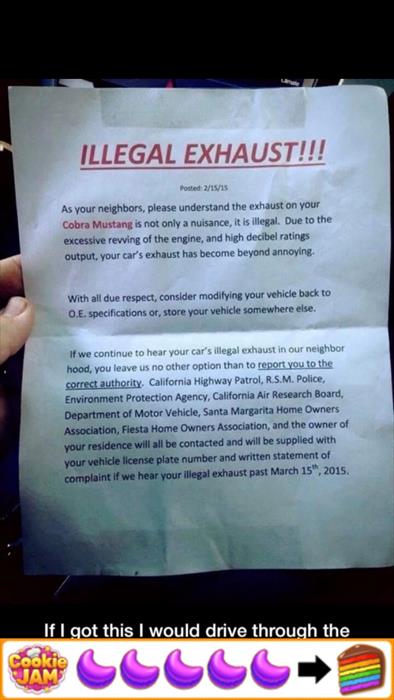 ILLEGAL EXHAUST!!!
Posted: 2/15/15
As your neighbors, please understand the exhaust on your
Cobra Mustang is not only a nuisance, it is illegal. Due to the
excessive revving of the engine, and high decibel ratings
output, your car's exhaust has become beyond annoying.
With all due respect, consider modifying your vehicle back to
O.E. specifications or, store your vehicle somewhere else.
If we continue to hear your car's illegal exhaust in our neighbor
hood, you leave us no other option than to report you to the
correct authority. California Highway Patrol, R.S.M. Police,
Environment Protection Agency, California Air Research Board,
Department of Motor Vehicle, Santa Margarita Home Owners
Association, Fiesta Home Owners Association, and the owner of
your residence will all be contacted and will be supplied with
your vehicle license plate number and written statement of
complaint if we hear your illegal exhaust past March 15th, 2015.
If I got this I would drive through the
Cookie
JAM